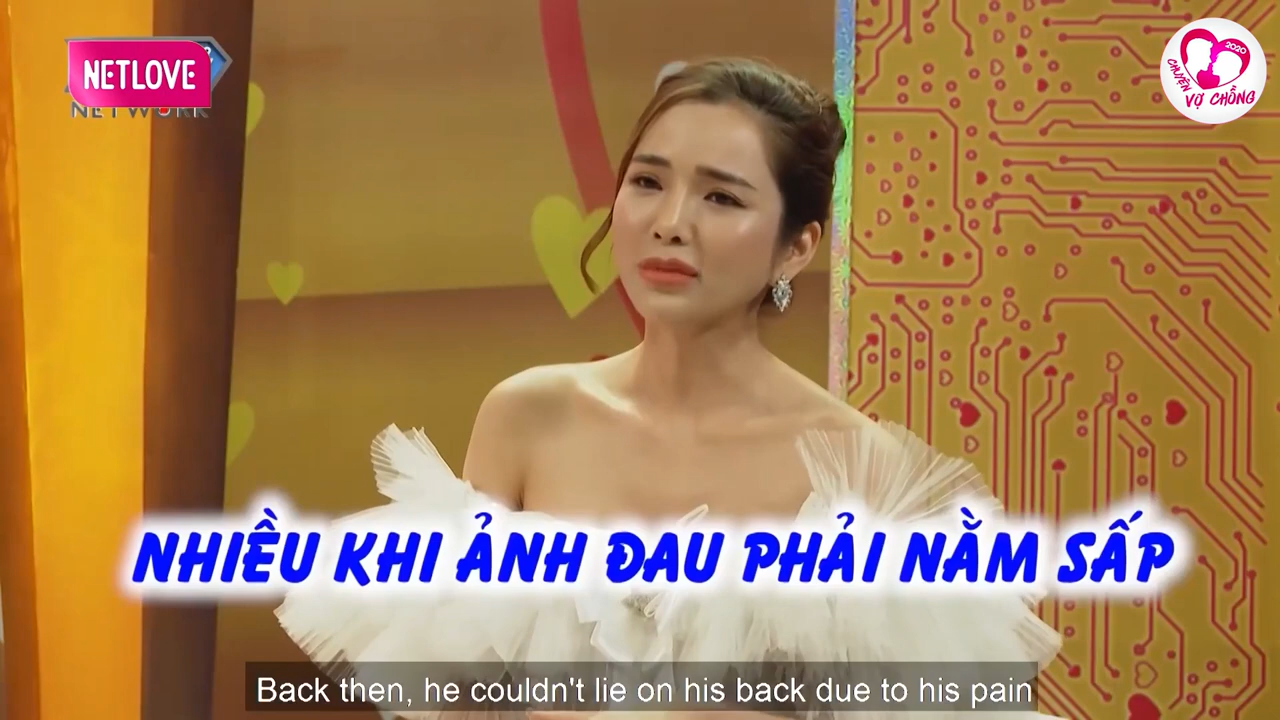 NETLOVE
NETWORK
2020
CHUYỆN
VỢ CHỒNG
NHIỀU KHI ẢNH ĐAU PHẢI NẰM SẤP
Back then, he couldn't lie on his back due to his pain